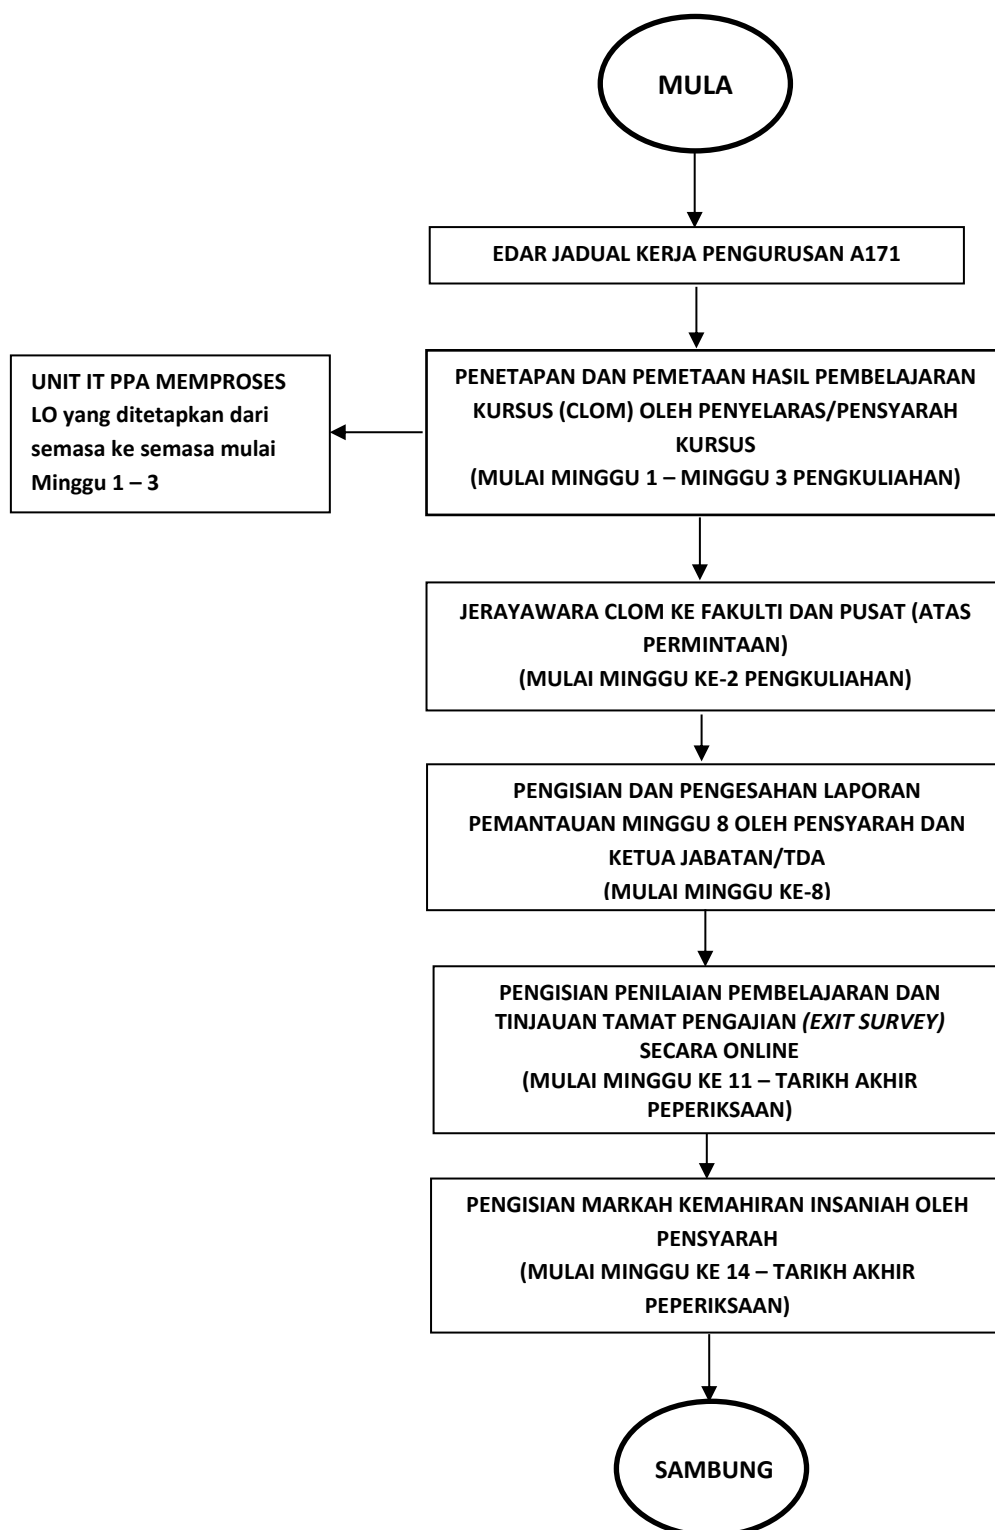 MULA
EDAR JADUAL KERJA PENGURUSAN A171
PENETAPAN DAN PEMETAAN HASIL PEMBELAJARAN
KURSUS (CLOM) OLEH PENYELARAS/PENSYARAH
KURSUS
(MULAI MINGGU 1 – MINGGU 3 PENGKULIAHAN)
UNIT IT PPA MEMPROSES
LO yang ditetapkan dari
semasa ke semasa mulai
Minggu 1 – 3
JERAYAWARA CLOM KE FAKULTI DAN PUSAT (ATAS
PERMINTAAN)
(MULAI MINGGU KE-2 PENGKULIAHAN)
PENGISIAN DAN PENGESAHAN LAPORAN
PEMANTAUAN MINGGU 8 OLEH PENSYARAH DAN
KETUA JABATAN/TDA
(MULAI MINGGU KE-8)
PENGISIAN PENILAIAN PEMBELAJARAN DAN
TINJAUAN TAMAT PENGAJIAN (EXIT SURVEY)
SECARA ONLINE
(MULAI MINGGU KE 11 – TARIKH AKHIR
PEPERIKSAAN)
PENGISIAN MARKAH KEMAHIRAN INSANIAH OLEH
PENSYARAH
(MULAI MINGGU KE 14 – TARIKH AKHIR
PEPERIKSAAN)
SAMBUNG